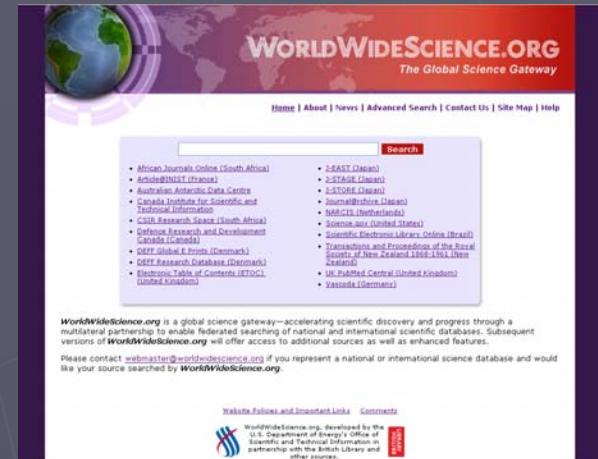 WORLDWIDESCIENCE.ORG
The Global Science Gateway
Home | About | News | Advanced Search | Contact Us | Site Map | Help
Search
• African Journals Online (South Africa)
• Article@INIST (France)
• Australian Antarctic Data Centre
• Canada Institute for Scientific and
Technical Information
• CSIR Research Space (South Africa)
• Defence Research and Development
Canada (Canada)
• DEFF Global E Prints (Denmark)
• DEFF Research Database (Denmark)
• Electronic Table of Contents (ETOC)
(United Kingdom)
• J-EAST (Japan)
• J-STAGE (Japan)
• J-STORE (Japan)
• Journal@rchive (Japan)
• NARCIS (Netherlands)
• Science.gov (United States)
• Scientific Electronic Library Online (Brazil)
• Transactions and Proceedings of the Royal
Society of New Zealand 1868-1961 (New
Zealand)
• UK PubMed Central (United Kingdom)
• Vascoda (Germany)
WorldWideScience.org is a global science gateway—accelerating scientific discovery and progress through a
multilateral partnership to enable federated searching of national and international scientific databases. Subsequent
versions of WorldWideScience.org will offer access to additional sources as well as enhanced features.
Please contact webmaster@worldwidescience.org if you represent a national or international science database and would
like your source searched by WorldWideScience.org.
Website Policies and Important Links Comments
WorldWideScience.org, developed by the
U.S. Department of Energy's Office of
Scientific and Technical Information in
partnership with the British Library and
other sources.
BRITISH
LIBRARY